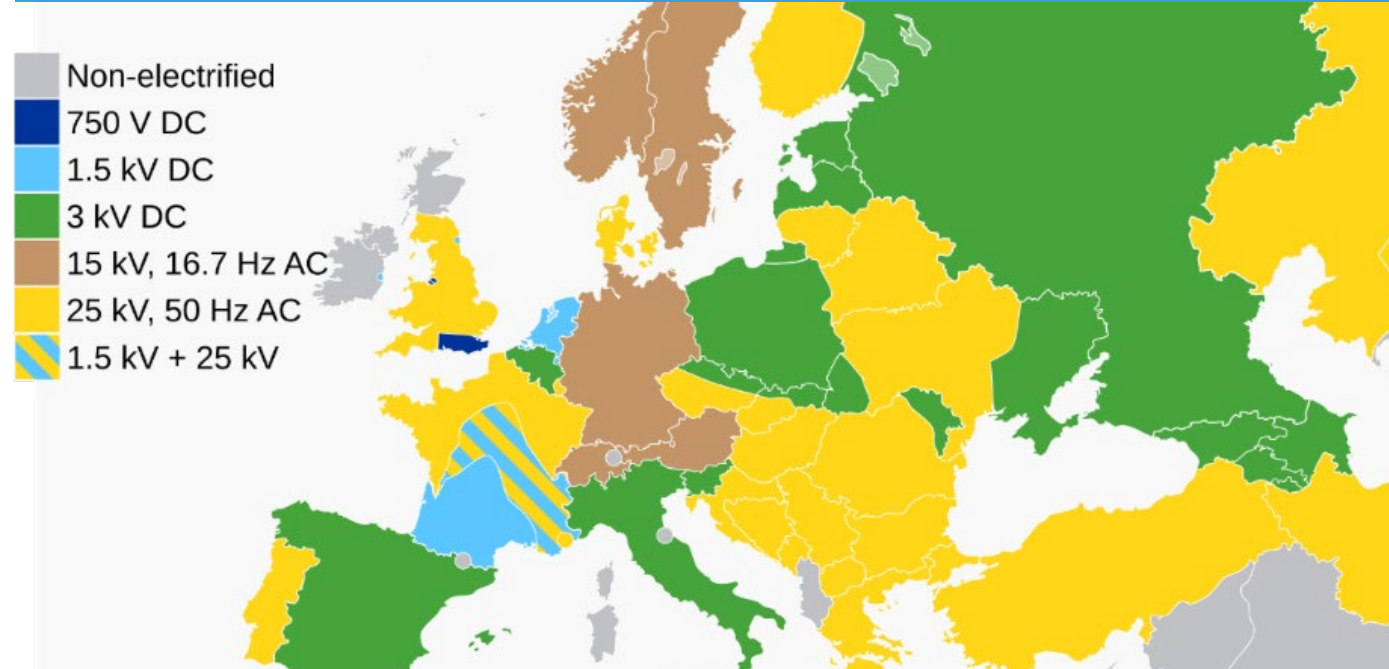 Non-electrified
750 V DC
1.5 kV DC
3 kV DC
15 kV, 16.7 Hz AC
25 kV, 50 Hz AC
1.5 kV + 25 kV